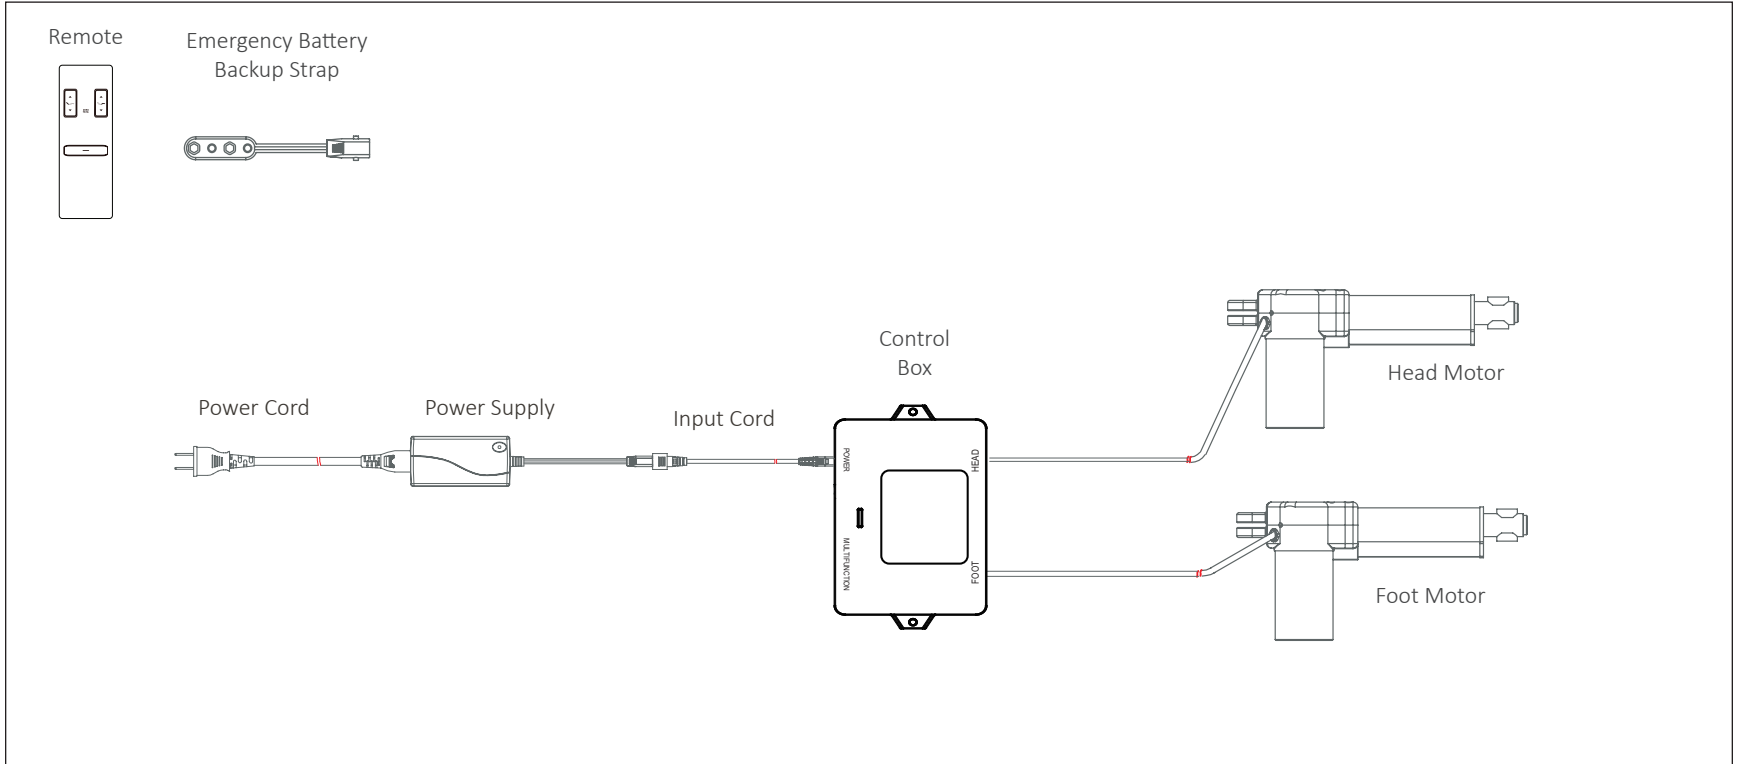 Remote
Emergency Battery
Backup Strap
Control
Box
Head Motor
Power Cord
Power Supply
Input Cord
POWER
HEAD
MULTIFUNCTION
FOOT
Foot Motor